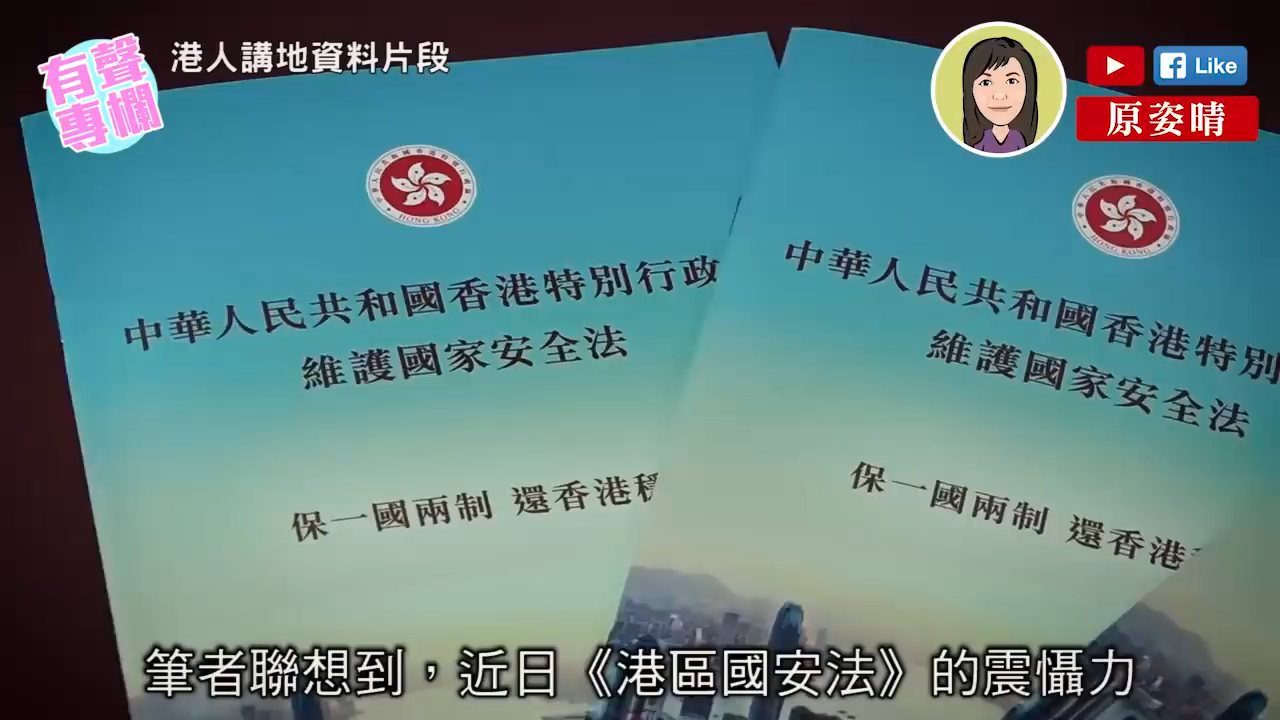 有聲
專欄
港人講地資料片段
Like
原姿晴
HONG KONG
中華人民共和國香港特別行政
維護國家安全法
保一國兩制 還香港穩
HONG KONG
中華人民共和國香港特別
維護國家安全法
保一國兩制 還香港
筆者聯想到，近日《港區國安法》的震懾力